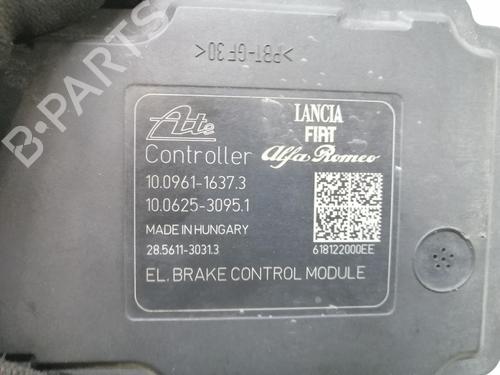 >PBT-GF30<
B-PARTS
Ate
LANCIA
FIAT
Controller
Alfa Romeo
10.0961-1637.3
10.0625-3095.1
MADE IN HUNGARY
28.5611-3031.3
618122000EE
EL. BRAKE CONTROL MODULE